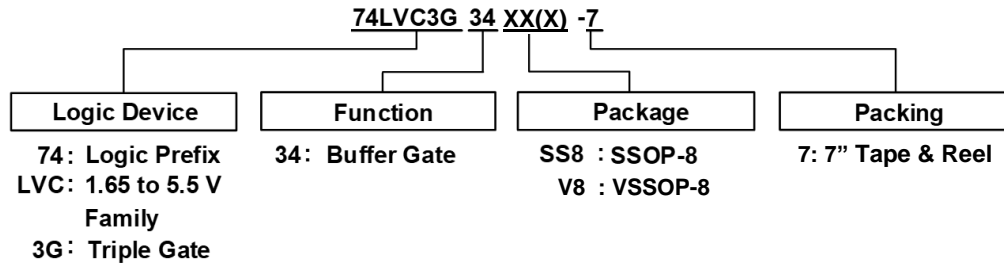 74LVC3G 34 XX(X) -7
Logic Device
Function
Package
Packing
74: Logic Prefix
LVC: 1.65 to 5.5 V
Family
3G: Triple Gate
34: Buffer Gate
SS8 : SSOP-8
V8 : VSSOP-8
7: 7” Tape & Reel